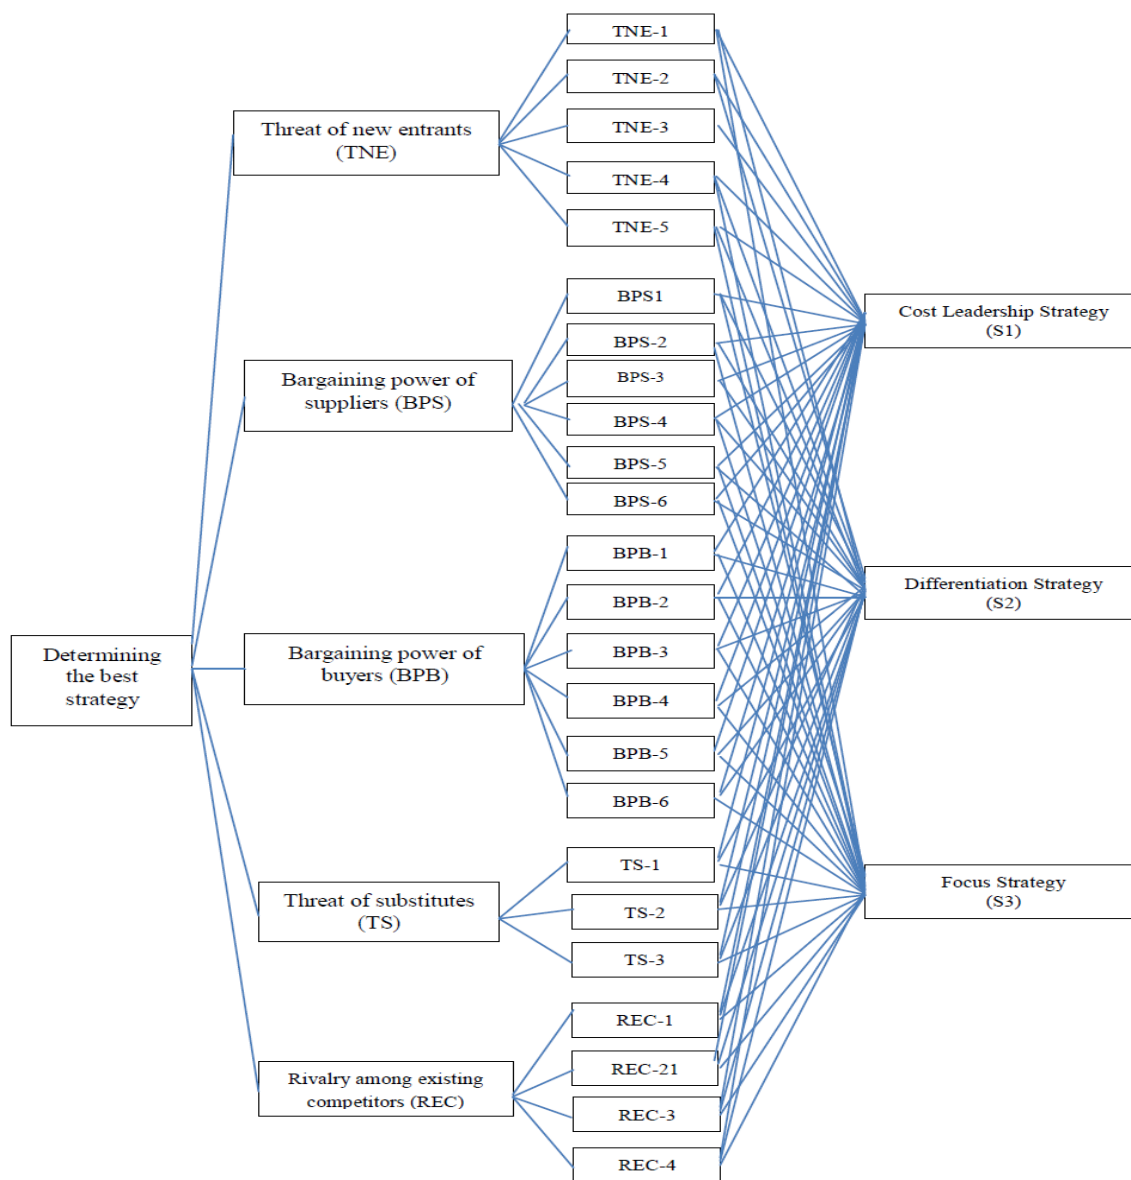 Determining
the best
strategy
Threat of new entrants
(TNE)
Bargaining power of
suppliers (BPS)
Bargaining power of
buyers (BPB)
Threat of substitutes
(TS)
Rivalry among existing
competitors (REC)
TNE-1
TNE-2
TNE-3
TNE-4
TNE-5
BPS1
BPS-2
BPS-3
BPS-4
BPS-5
BPS-6
BPB-1
BPB-2
BPB-3
BPB-4
BPB-5
BPB-6
TS-1
TS-2
TS-3
REC-1
REC-21
REC-3
REC-4
Cost Leadership Strategy
(S1)
Differentiation Strategy
(S2)
Focus Strategy
(S3)